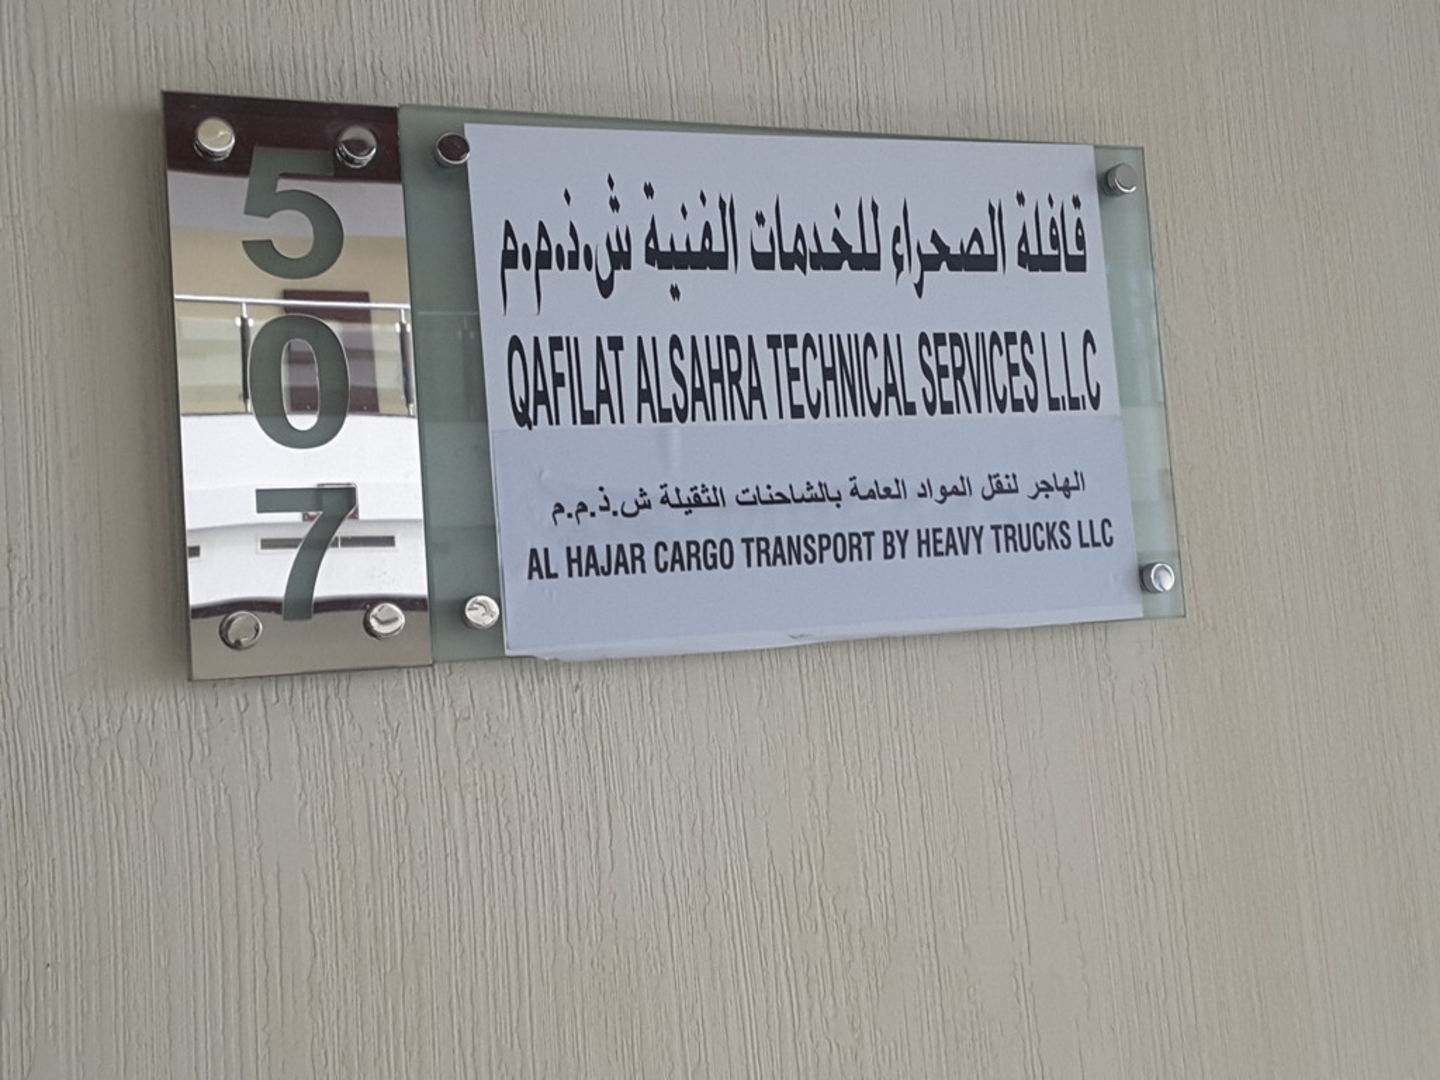 507
قافلة الصحراء للخدمات الفنية ش.ذ.م.م
QAFILAT ALSAHRA TECHNICAL SERVICES L.L.C
الهاجر لنقل المواد العامة بالشاحنات الثقيلة ش.ذ.م.م
AL HAJAR CARGO TRANSPORT BY HEAVY TRUCKS LLC